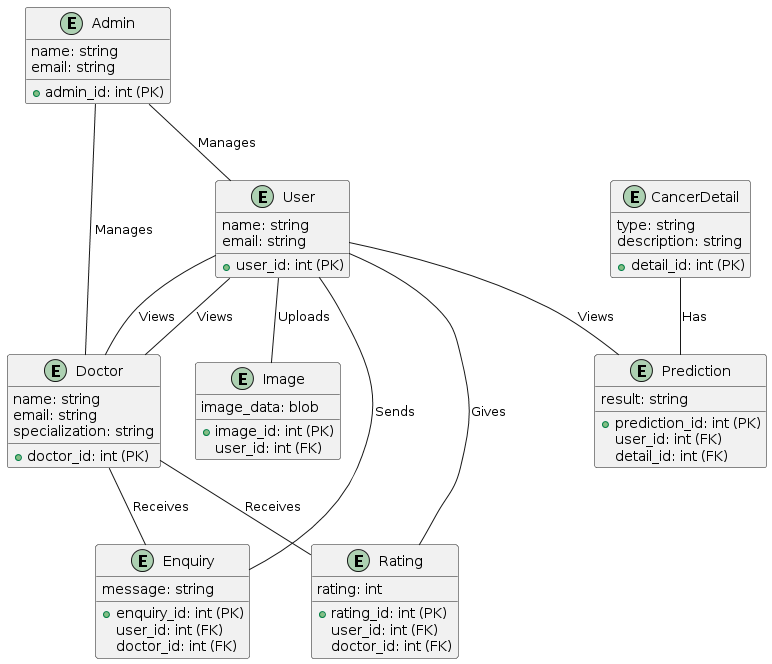 E Admin
name: string
email: string
admin_id: int (PK)
Manages
Manages
E User
name: string
email: string
user_id: int (PK)
E CancerDetail
type: string
description: string
detail_id: int (PK)
Views
Views
Uploads
Views
Has
E Doctor
name: string
email: string
specialization: string
doctor_id: int (PK)
E Image
image_data: blob
image_id: int (PK)
user_id: int (FK)
Sends
Gives
E Prediction
result: string
prediction_id: int (PK)
user_id: int (FK)
detail_id: int (FK)
Receives
Receives
E Enquiry
message: string
enquiry_id: int (PK)
user_id: int (FK)
doctor_id: int (FK)
E Rating
rating: int
rating_id: int (PK)
user_id: int (FK)
doctor_id: int (FK)